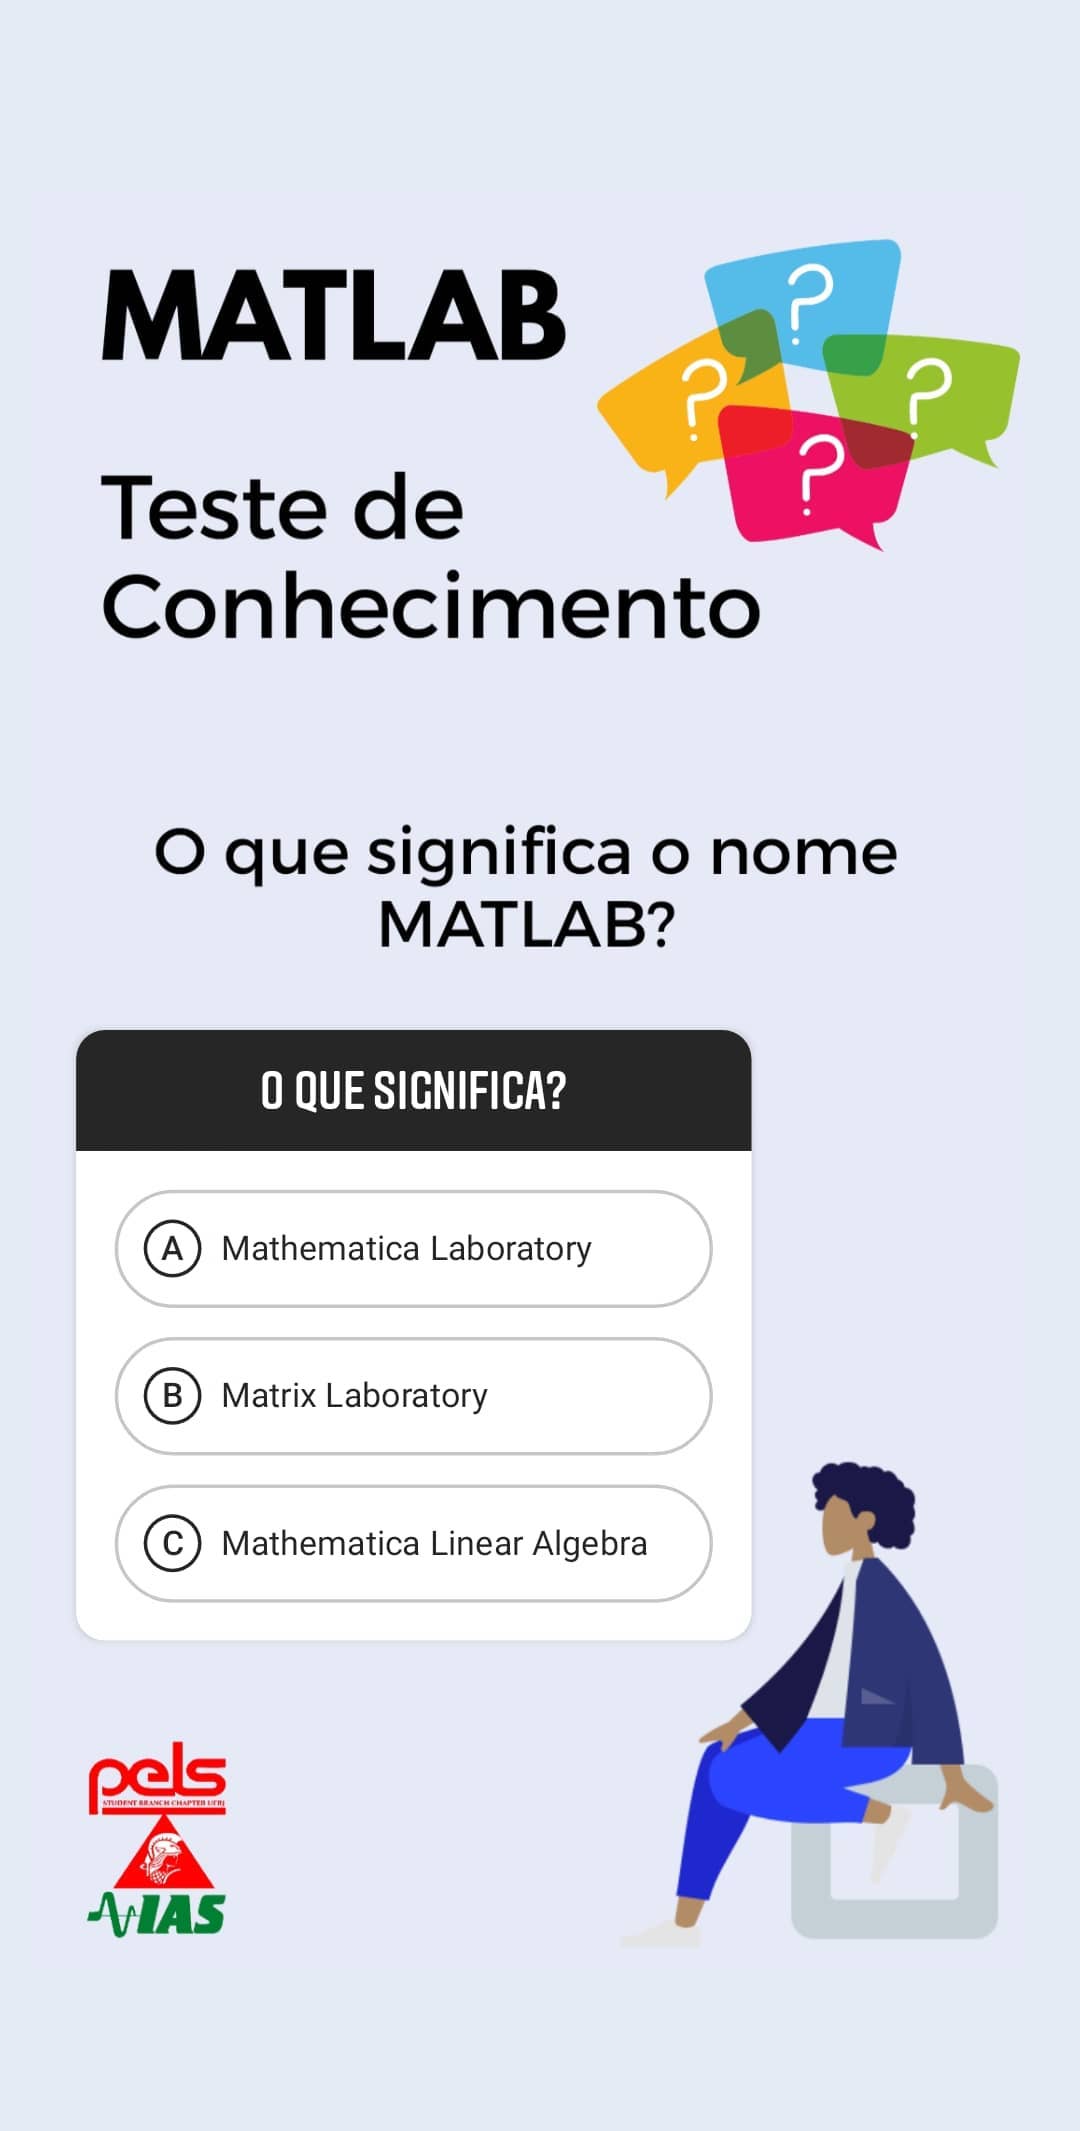 MATLAB
Teste de
Conhecimento
?
?
?
?
O que significa o nome
MATLAB?
O QUE SIGNIFICA?
A Mathematica Laboratory
B Matrix Laboratory
C Mathematica Linear Algebra
pels
STUDENT BRANCH CHAPTER UFRJ
IAS